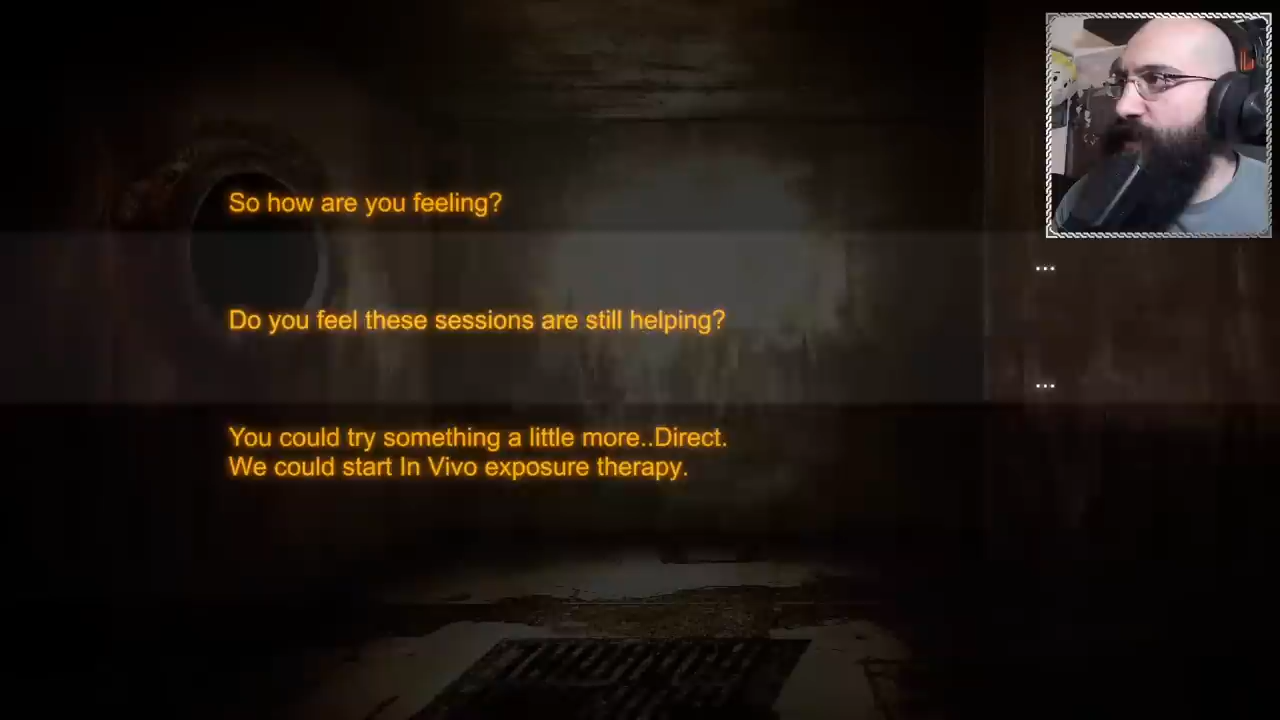 So how are you feeling?
...
Do you feel these sessions are still helping?
...
You could try something a little more..Direct.
We could start In Vivo exposure therapy.